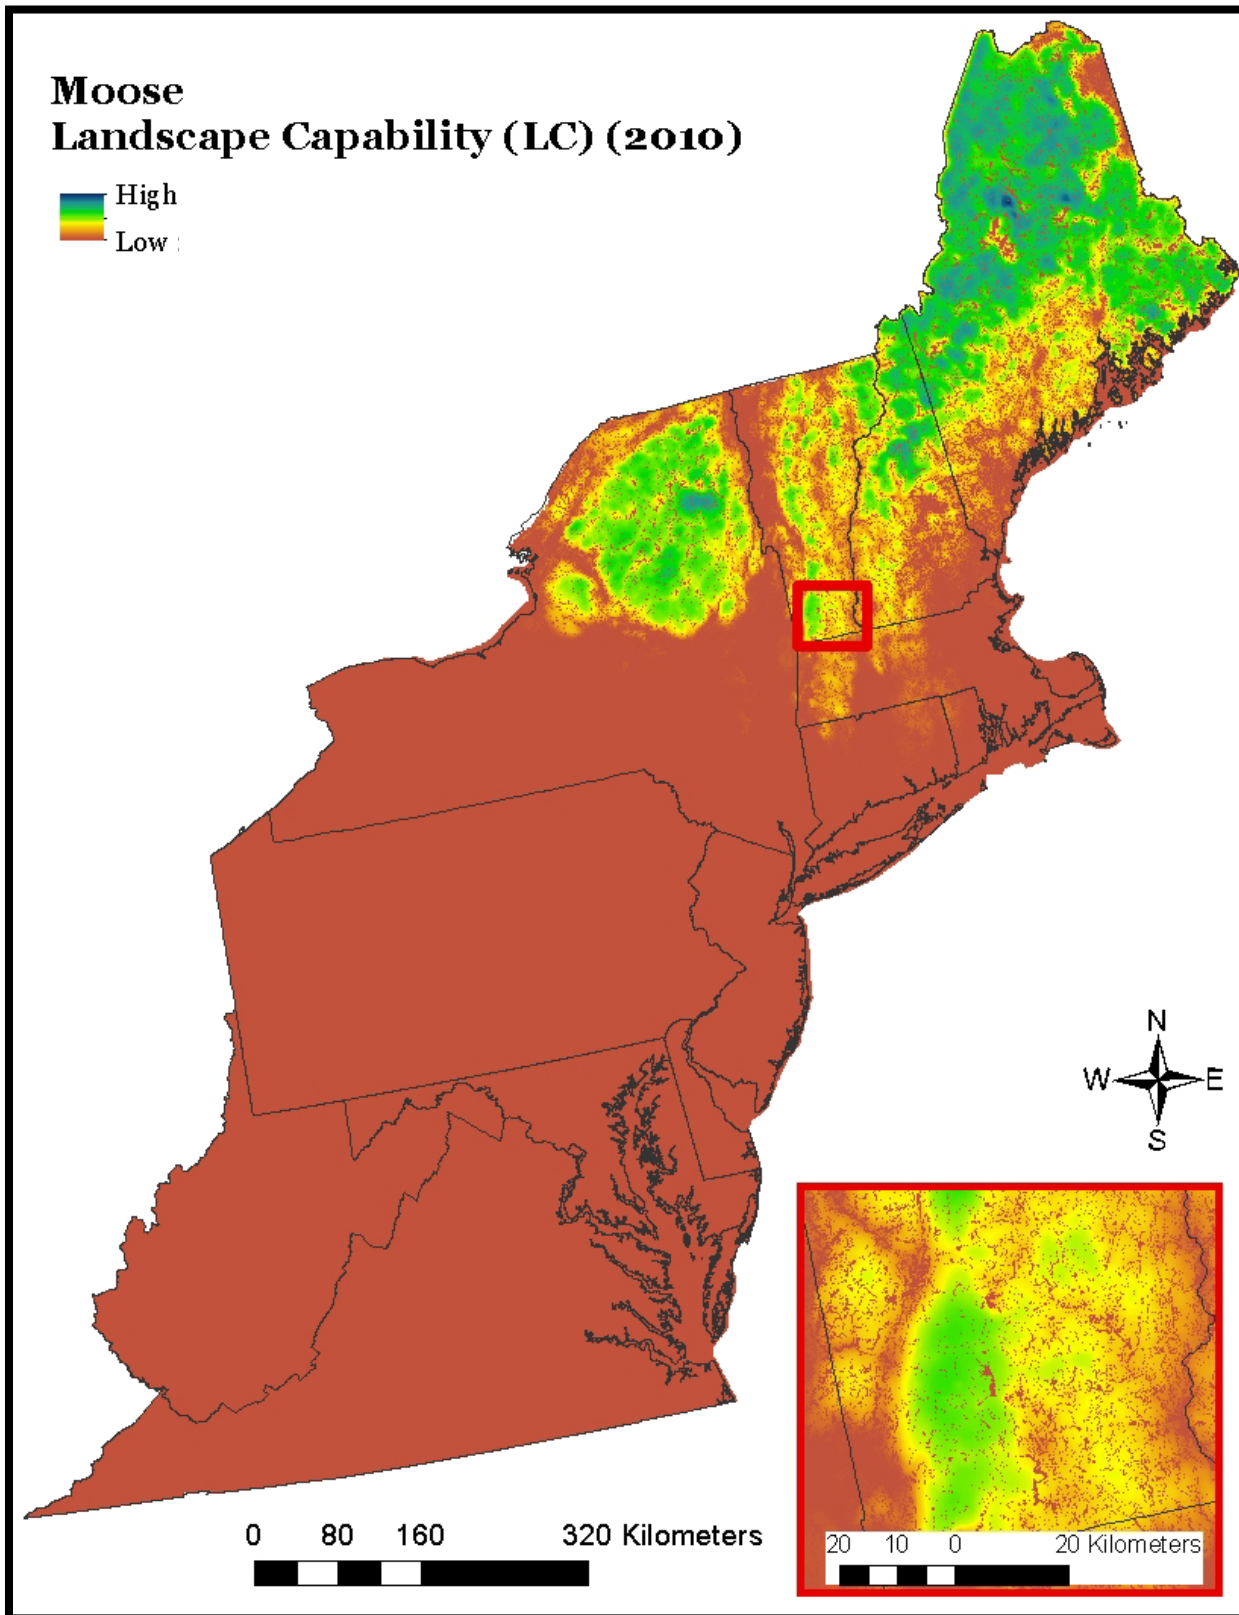 Moose
Landscape Capability (LC) (2010)
High
Low :
N
W E
S
0 80 160 320 Kilometers
20 10 0 20 Kilometers